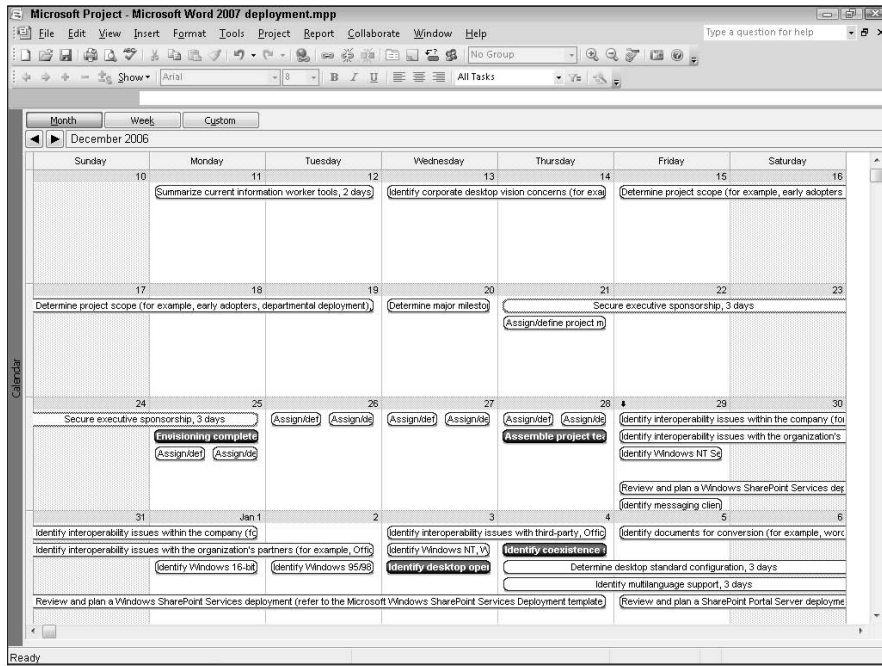 Microsoft Project - Microsoft Word 2007 deployment.mpp
File Edit View Insert Format Tools Project Report Collaborate Window Help Type a question for help
No Group
Show Arial 8 B I U All Tasks
Month Week Custom
December 2006
Sunday Monday Tuesday Wednesday Thursday Friday Saturday
10 11 12 13 14 15 16
Summarize current information worker tools, 2 days Identify corporate desktop vision concerns (for exa Determine project scope (for example, early adopters
17 18 19 20 21 22 23
Determine project scope (for example, early adopters, departmental deployment), Determine major milesto Secure executive sponsorship, 3 days
Assign/define project m
Calendar
24 25 26 27 28 29 30
Secure executive sponsorship, 3 days Assign/def Assign/de Assign/def Assign/de Assign/def Assign/de Identify interoperability issues within the company (for
Envisioning complete Assemble project tea Identify interoperability issues with the organization's
Assign/def Assign/de Identify Windows NT Se
Review and plan a Windows SharePoint Services dep
Identify messaging clien
31 Jan 1 2 3 4 5 6
Identify interoperability issues within the company (fo Identify interoperability issues with third-party, Offic Identify documents for conversion (for example, word
Identify interoperability issues with the organization's partners (for example, Offic Identify Windows NT, W Identify coexistence Determine desktop standard configuration, 3 days
Identify Windows 16-bit Identify Windows 95/98 Identify desktop oper
Identify multilanguage support, 3 days
Review and plan a Windows SharePoint Services deployment (refer to the Microsoft Windows SharePoint Services Deployment template) Review and plan a SharePoint Portal Server deployme
Ready